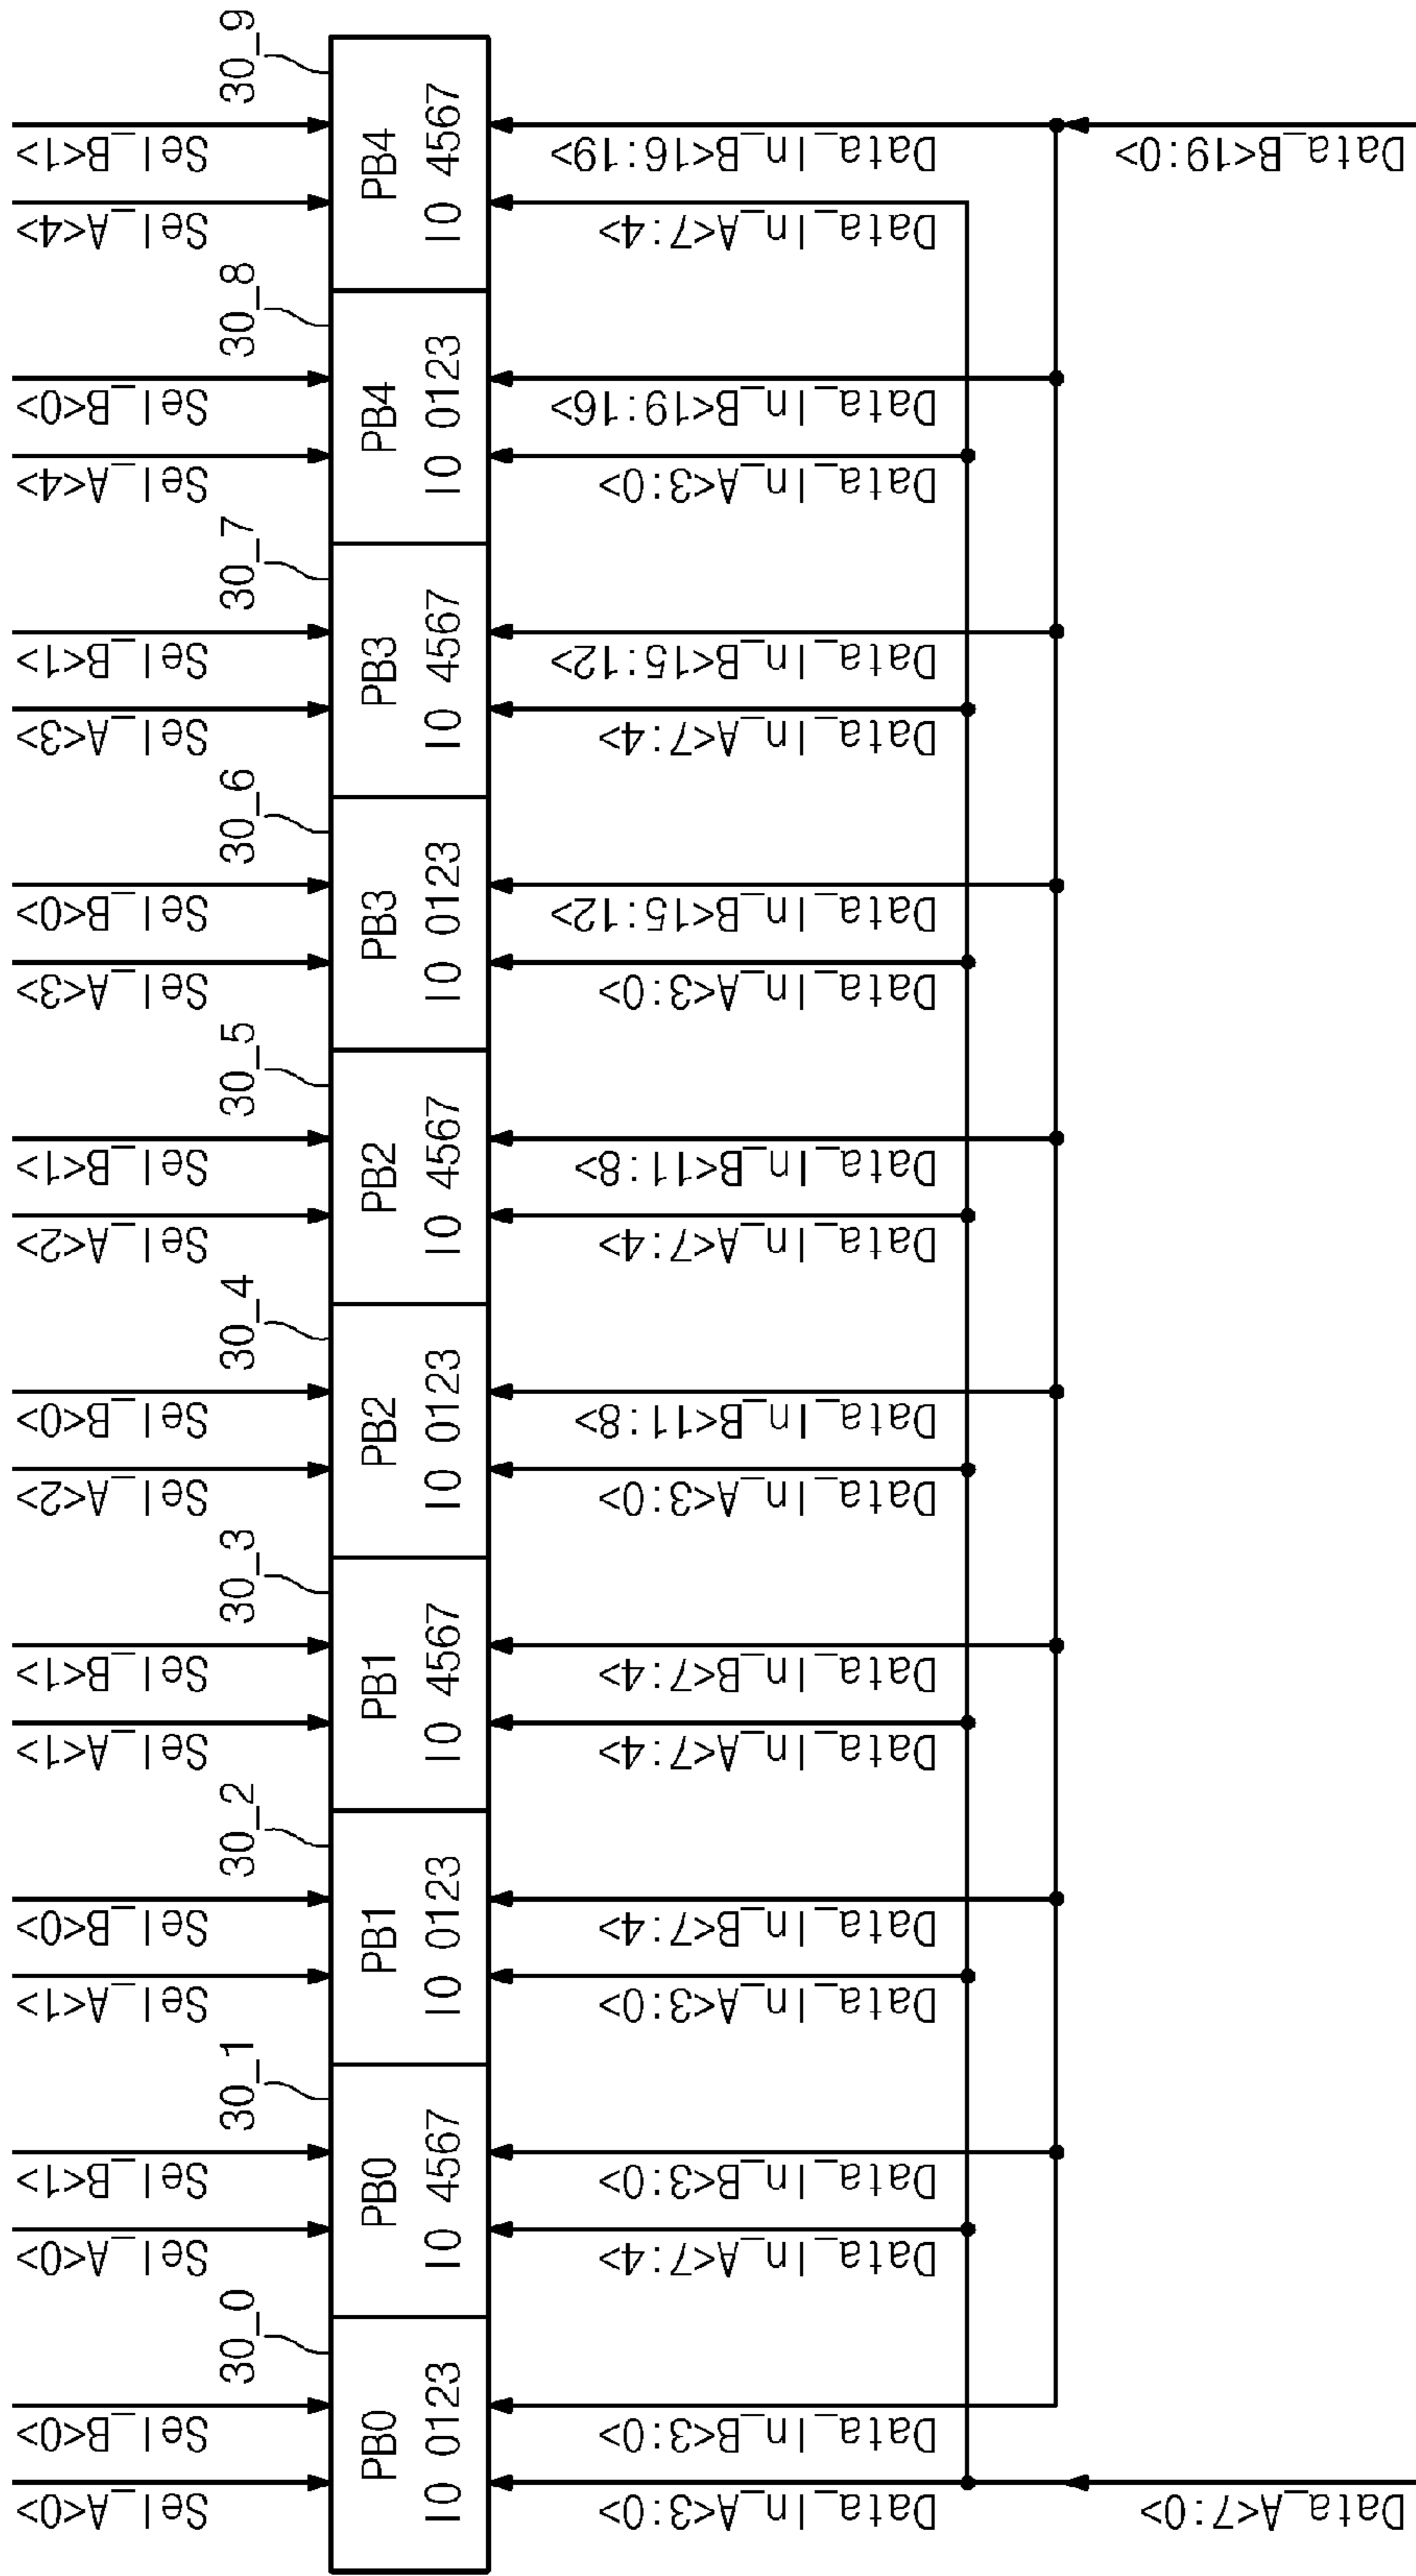 30_0
30_1
30_2
30_3
30_4
30_5
30_6
30_7
30_8
30_9
Sel_A<0>
Sel_B<0>
Sel_A<0>
Sel_B<1>
Sel_A<1>
Sel_B<0>
Sel_A<1>
Sel_B<1>
Sel_A<2>
Sel_B<0>
Sel_A<2>
Sel_B<1>
Sel_A<3>
Sel_B<0>
Sel_A<3>
Sel_B<1>
Sel_A<4>
Sel_B<0>
Sel_A<4>
Sel_B<1>
PB0
IO 0123
PB0
IO 4567
PB1
IO 0123
PB1
IO 4567
PB2
IO 0123
PB2
IO 4567
PB3
IO 0123
PB3
IO 4567
PB4
IO 0123
PB4
IO 4567
Data_In_A<3:0>
Data_In_B<3:0>
Data_In_A<7:4>
Data_In_B<3:0>
Data_In_A<3:0>
Data_In_B<7:4>
Data_In_A<7:4>
Data_In_B<7:4>
Data_In_A<3:0>
Data_In_B<11:8>
Data_In_A<7:4>
Data_In_B<11:8>
Data_In_A<3:0>
Data_In_B<15:12>
Data_In_A<7:4>
Data_In_B<15:12>
Data_In_A<3:0>
Data_In_B<19:16>
Data_In_A<7:4>
Data_In_B<16:19>
Data_A<7:0>
Data_B<19:0>